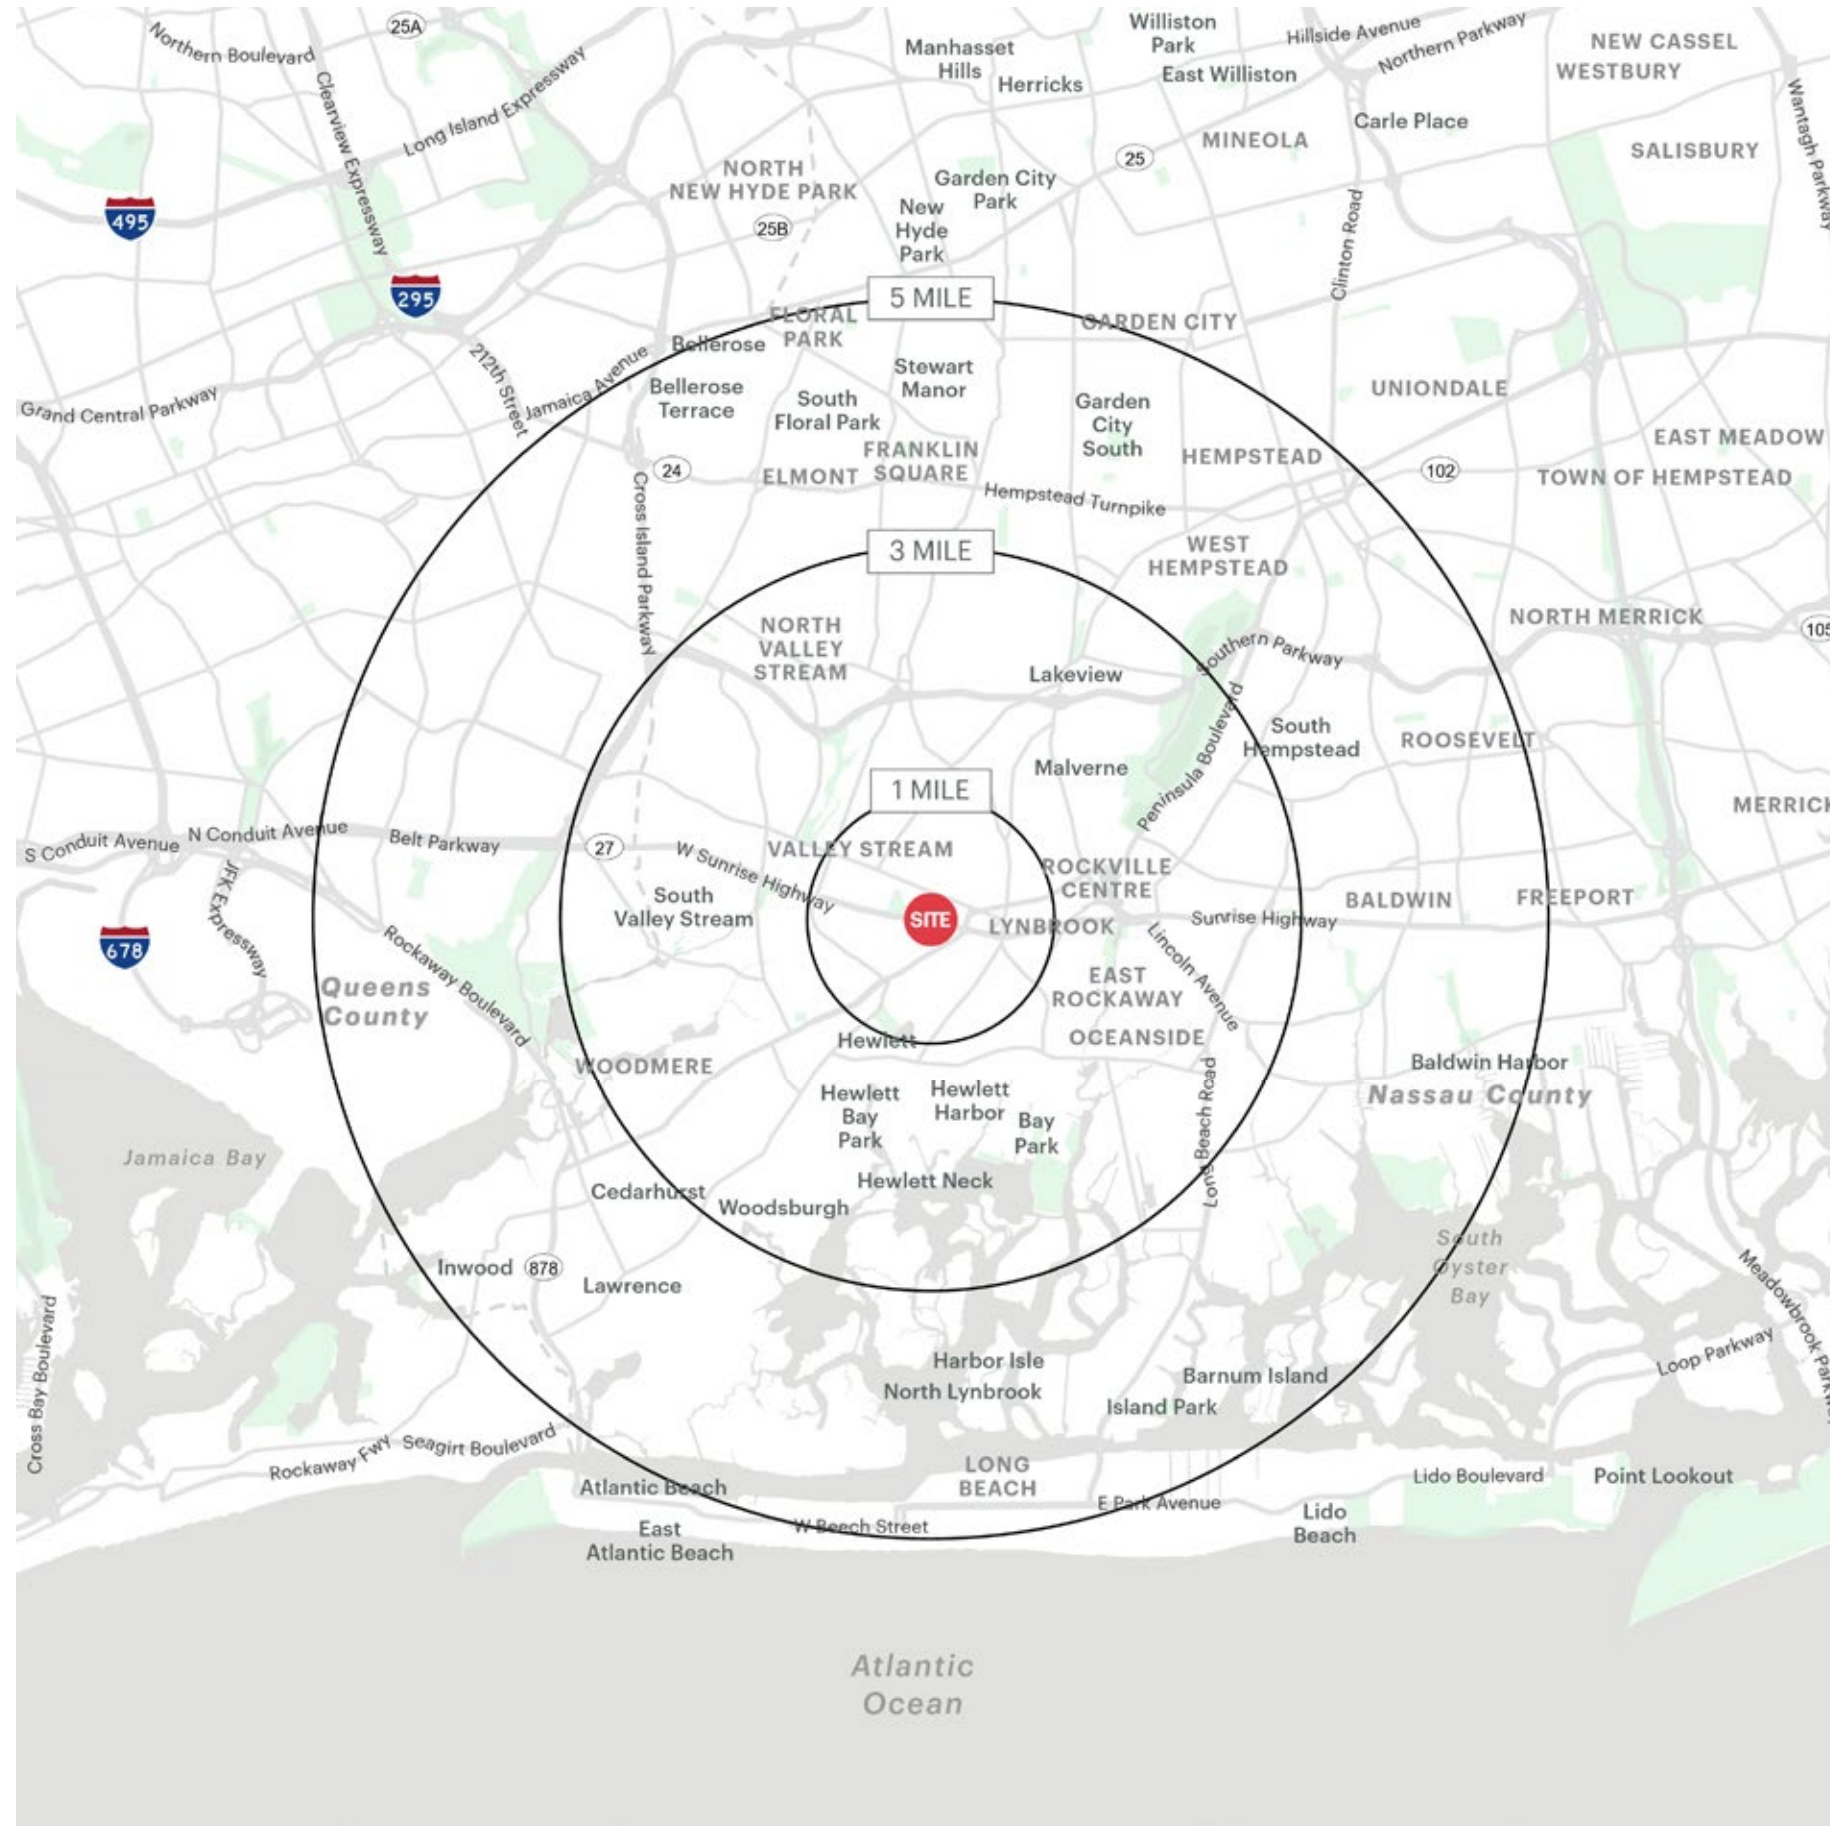 Northern Boulevard
25A
Clearview Expressway
Long Island Expressway
Manhasset
Hills
Herricks
Williston
Park
East Williston
Hillside Avenue
Northern Parkway
NEW CASSEL
WESTBURY
Wantagh Parkway
Carle Place
MINEOLA
SALISBURY
25
NORTH
NEW HYDE PARK
Garden City
Park
New
Hyde
Park
25B
495
295
Clinton Road
5 MILE
FLORAL
PARK
GARDEN CITY
Bellerose
212th Street
Jamaica Avenue
Bellerose
Terrace
Stewart
Manor
South
Floral Park
Garden
City
South
UNIONDALE
Grand Central Parkway
EAST MEADOW
FRANKLIN
SQUARE
ELMONT
HEMPSTEAD
24
102
TOWN OF HEMPSTEAD
Cross Island Parkway
Hempstead Turnpike
3 MILE
WEST
HEMPSTEAD
NORTH
VALLEY
STREAM
NORTH MERRICK
105
Southern Parkway
Lakeview
Peninsula Boulevard
South
Hempstead
ROOSEVELT
Malverne
1 MILE
MERRICK
S Conduit Avenue
N Conduit Avenue
Belt Parkway
27
W Sunrise Highway
VALLEY STREAM
ROCKVILLE
CENTRE
JFK Expressway
South
Valley Stream
SITE
LYNBROOK
Sunrise Highway
BALDWIN
FREEPORT
678
Rockaway Boulevard
Lincoln Avenue
Queens
County
EAST
ROCKAWAY
OCEANSIDE
Hewlett
WOODMERE
Baldwin Harbor
Nassau County
Long Beach Road
Hewlett
Bay
Park
Hewlett
Harbor
Bay
Park
Jamaica Bay
Hewlett Neck
Cedarhurst
Woodsburgh
South
Oyster
Bay
Inwood
878
Lawrence
Meadowbrook Parkway
Cross Bay Boulevard
Loop Parkway
Harbor Isle
North Lynbrook
Barnum Island
Island Park
Rockaway Fwy
Seagirt Boulevard
LONG
BEACH
Atlantic Beach
E Park Avenue
Lido Boulevard
Point Lookout
W Beech Street
Lido
Beach
East
Atlantic Beach
Atlantic
Ocean